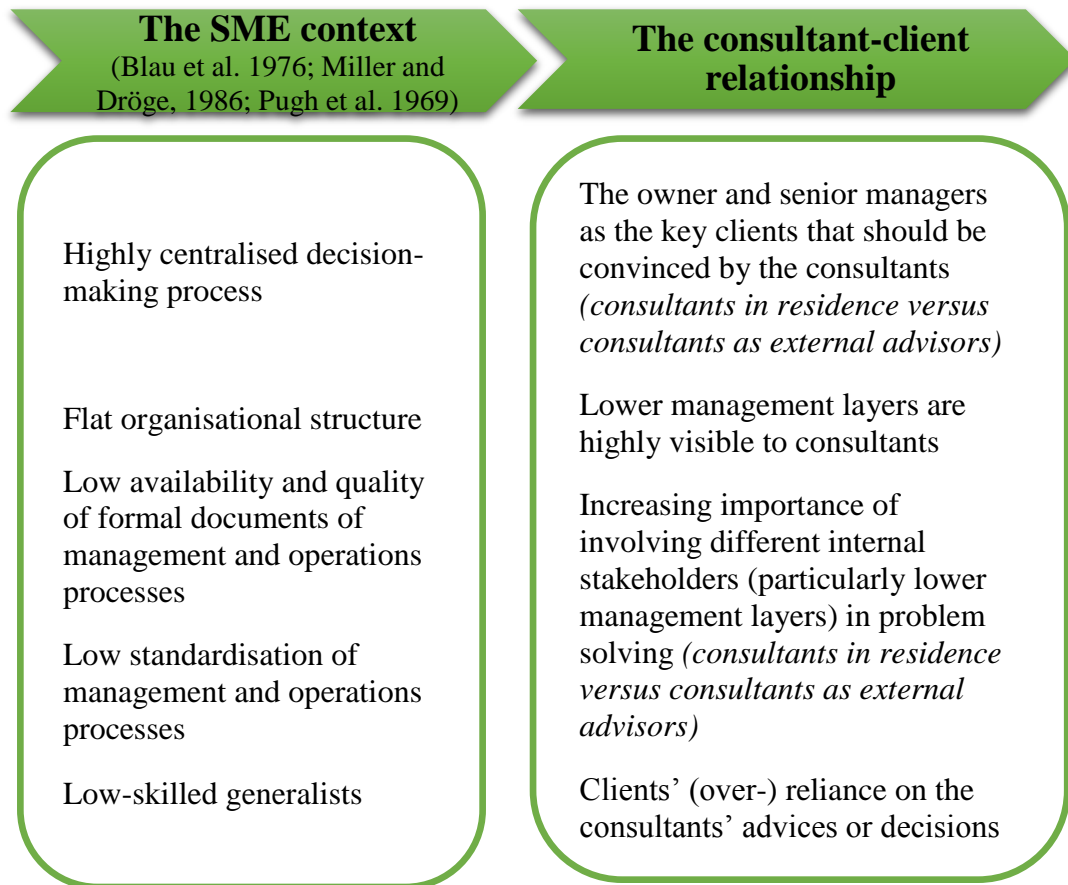 The SME context
(Blau et al. 1976; Miller and
Dröge, 1986; Pugh et al. 1969)
The consultant-client
relationship
Highly centralised decision-
making process
Flat organisational structure
Low availability and quality
of formal documents of
management and operations
processes
Low standardisation of
management and operations
processes
Low-skilled generalists
The owner and senior managers
as the key clients that should be
convinced by the consultants
(consultants in residence versus
consultants as external advisors)
Lower management layers are
highly visible to consultants
Increasing importance of
involving different internal
stakeholders (particularly lower
management layers) in problem
solving (consultants in residence
versus consultants as external
advisors)
Clients’ (over-) reliance on the
consultants’ advices or decisions